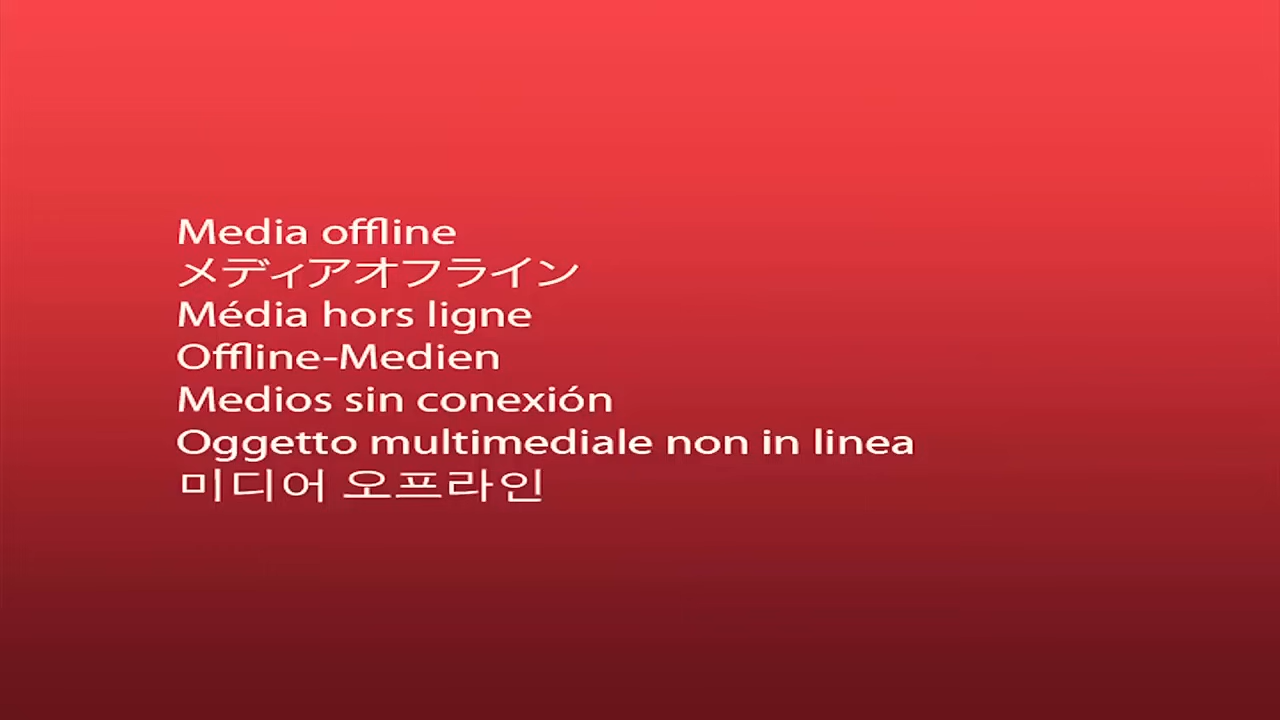 Media offline
メディアオフライン
Média hors ligne
Offline-Medien
Medios sin conexión
Oggetto multimediale non in linea
미디어 오프라인